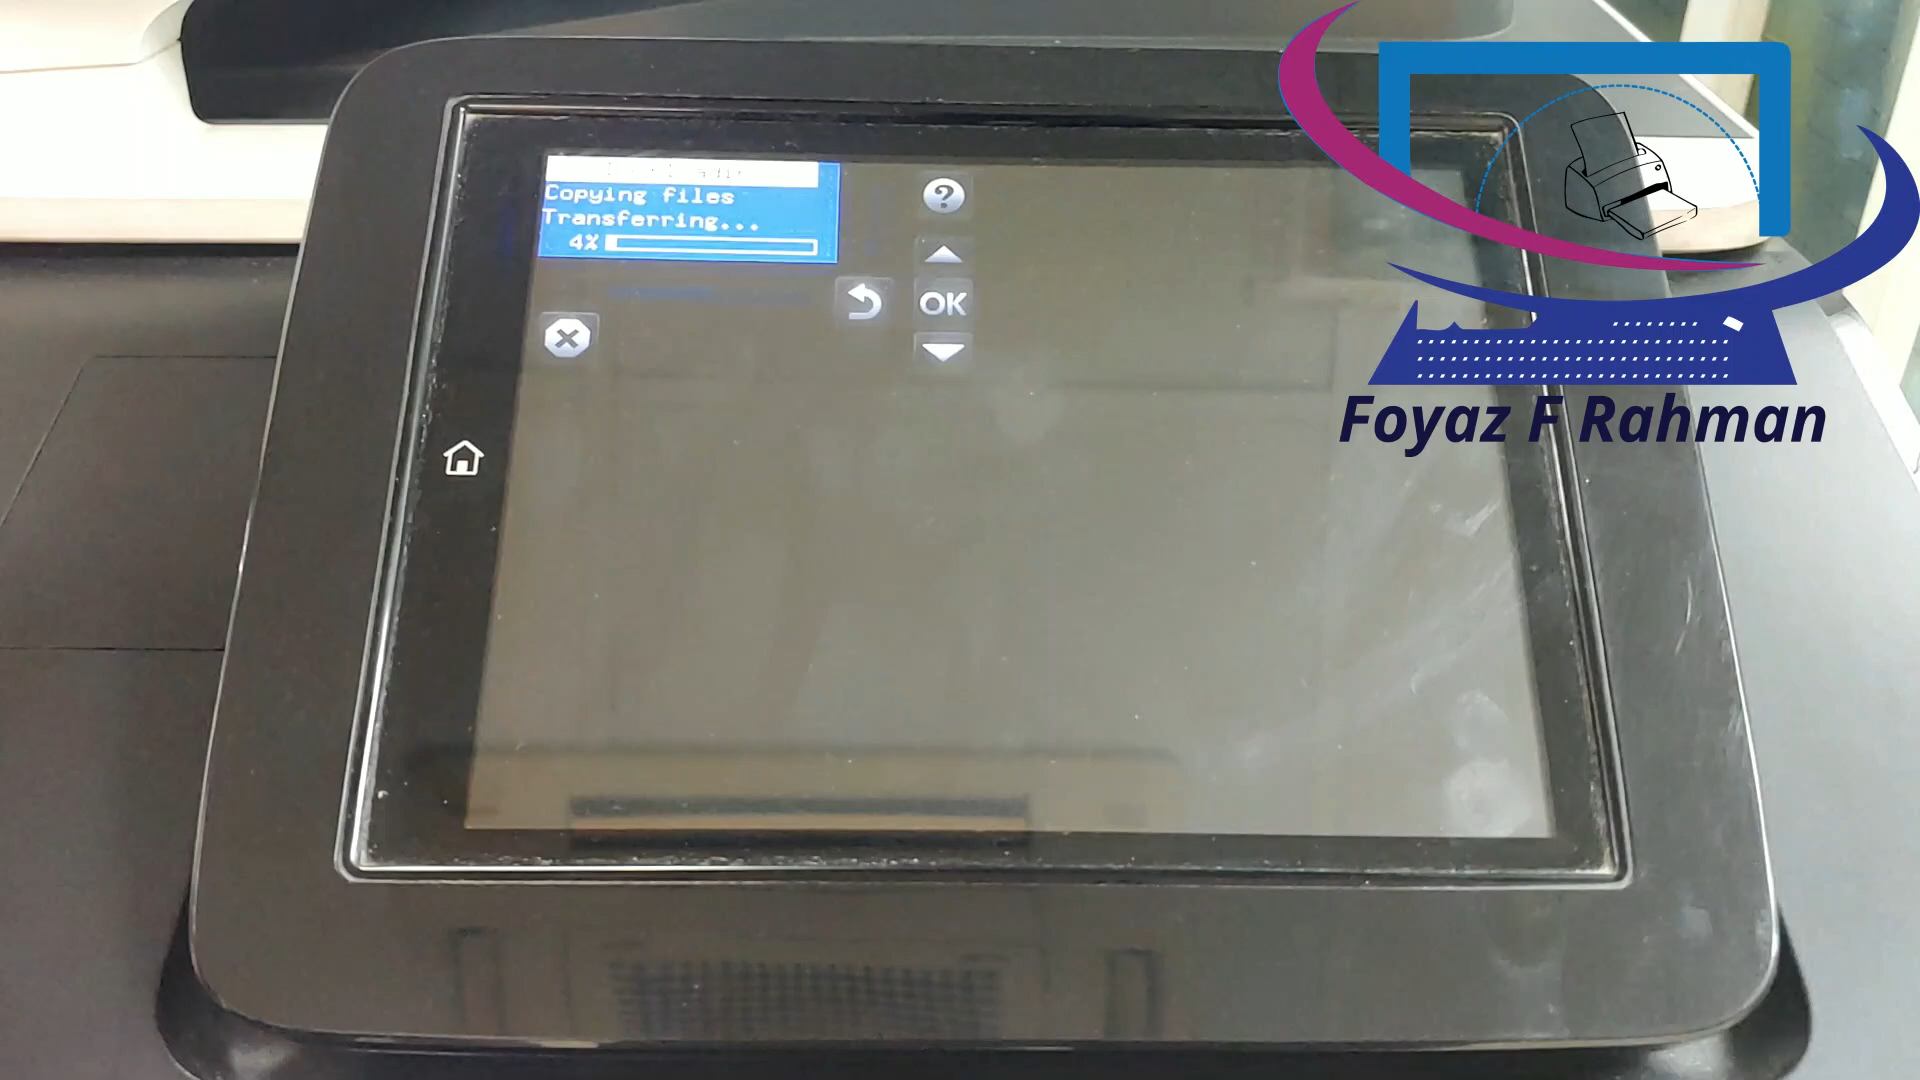 Copying files
Transferring...
4%
?
OK
Foyaz F Rahman